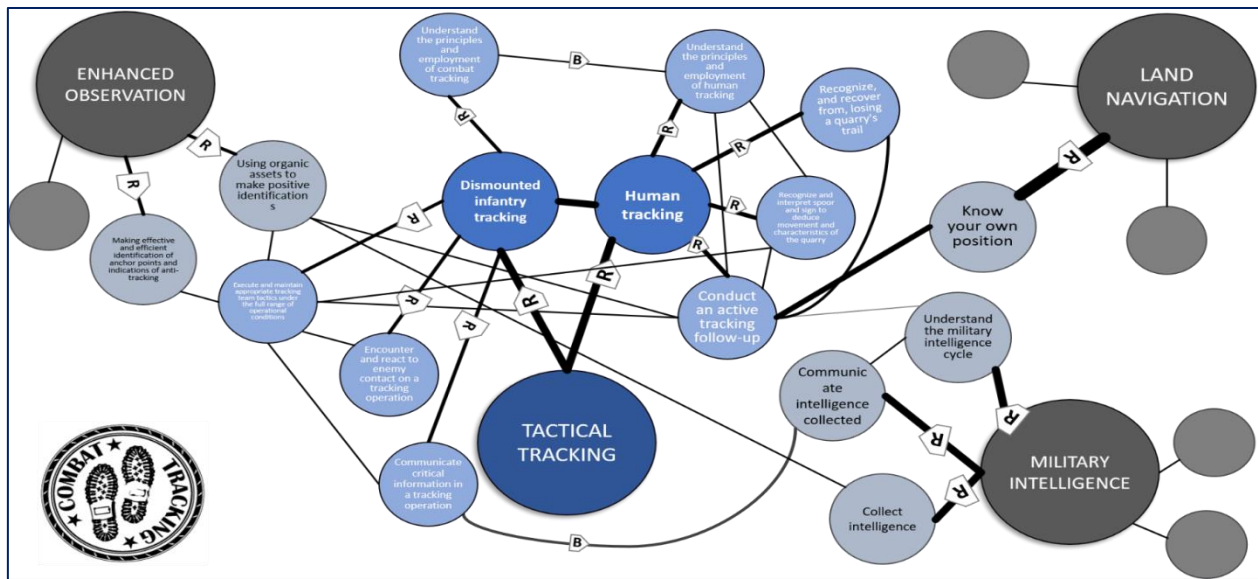 ENHANCED
OBSERVATION
Understand
the principles
and
employment
of combat
tracking
B
Understand
the principles
and
employment
of human
tracking
Recognize,
and recover
from, losing
a quarry's
trail
LAND
NAVIGATION
R
R
R
R
R
R
Using organic
assets to
make positive
identification
s
Dismounted
infantry
tracking
Human
tracking
R
R
Recognize and
interpret spoor
and sign to
deduce
movement and
characteristics of
the quarry
Know
your own
position
R
Making effective
and efficient
identification of
anchor points and
indications of anti-
tracking
Execute and maintain
appropriate tracking
team tactics under
the full range of
operational
conditions
R
R
R
R
Conduct
an active
tracking
follow-up
Understand
the military
intelligence
cycle
Encounter
and react to
enemy
contact on a
tracking
operation
Communic
ate
intelligence
collected
R
R
TACTICAL
TRACKING
MILITARY
INTELLIGENCE
Communicate
critical
information in
a tracking
operation
R
Collect
intelligence
B
COMBAT
TRACKING